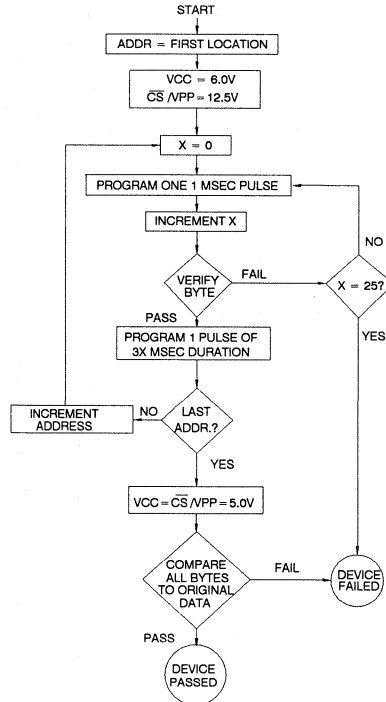 START
ADDR = FIRST LOCATION
VCC = 6.0V
CS /VPP = 12.5V
X = 0
PROGRAM ONE 1 MSEC PULSE
INCREMENT X
NO
VERIFY
BYTE
FAIL
X = 25?
PASS
YES
PROGRAM 1 PULSE OF
3X MSEC DURATION
INCREMENT
ADDRESS
NO
LAST
ADDR.?
YES
VCC = CS /VPP = 5.0V
COMPARE
ALL BYTES
TO ORIGINAL
DATA
FAIL
DEVICE
FAILED
PASS
DEVICE
PASSED